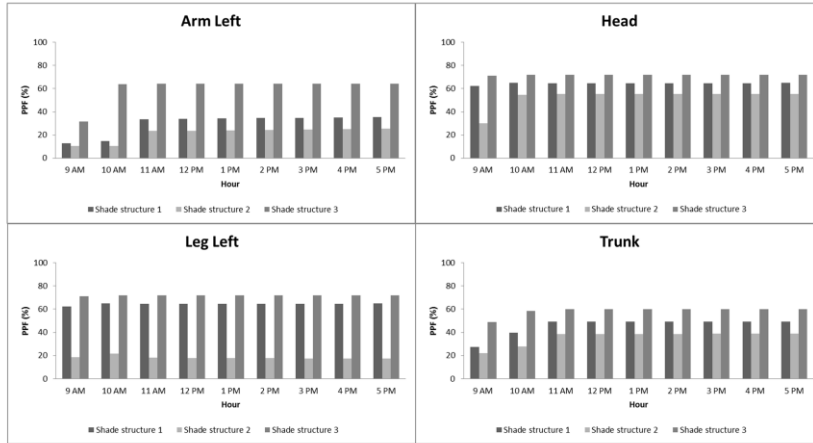 Arm Left
100
80
60
40
20
0
PPF (%)
9 AM 10 AM 11 AM 12 PM 1 PM 2 PM 3 PM 4 PM 5 PM
Hour
Shade structure 1 Shade structure 2 Shade structure 3
Head
100
80
60
40
20
0
PPF (%)
9 AM 10 AM 11 AM 12 PM 1 PM 2 PM 3 PM 4 PM 5 PM
Hour
Shade structure 1 Shade structure 2 Shade structure 3
Leg Left
100
80
60
40
20
0
PPF (%)
9 AM 10 AM 11 AM 12 PM 1 PM 2 PM 3 PM 4 PM 5 PM
Hour
Shade structure 1 Shade structure 2 Shade structure 3
Trunk
100
80
60
40
20
0
PPF (%)
9 AM 10 AM 11 AM 12 PM 1 PM 2 PM 3 PM 4 PM 5 PM
Hour
Shade structure 1 Shade structure 2 Shade structure 3